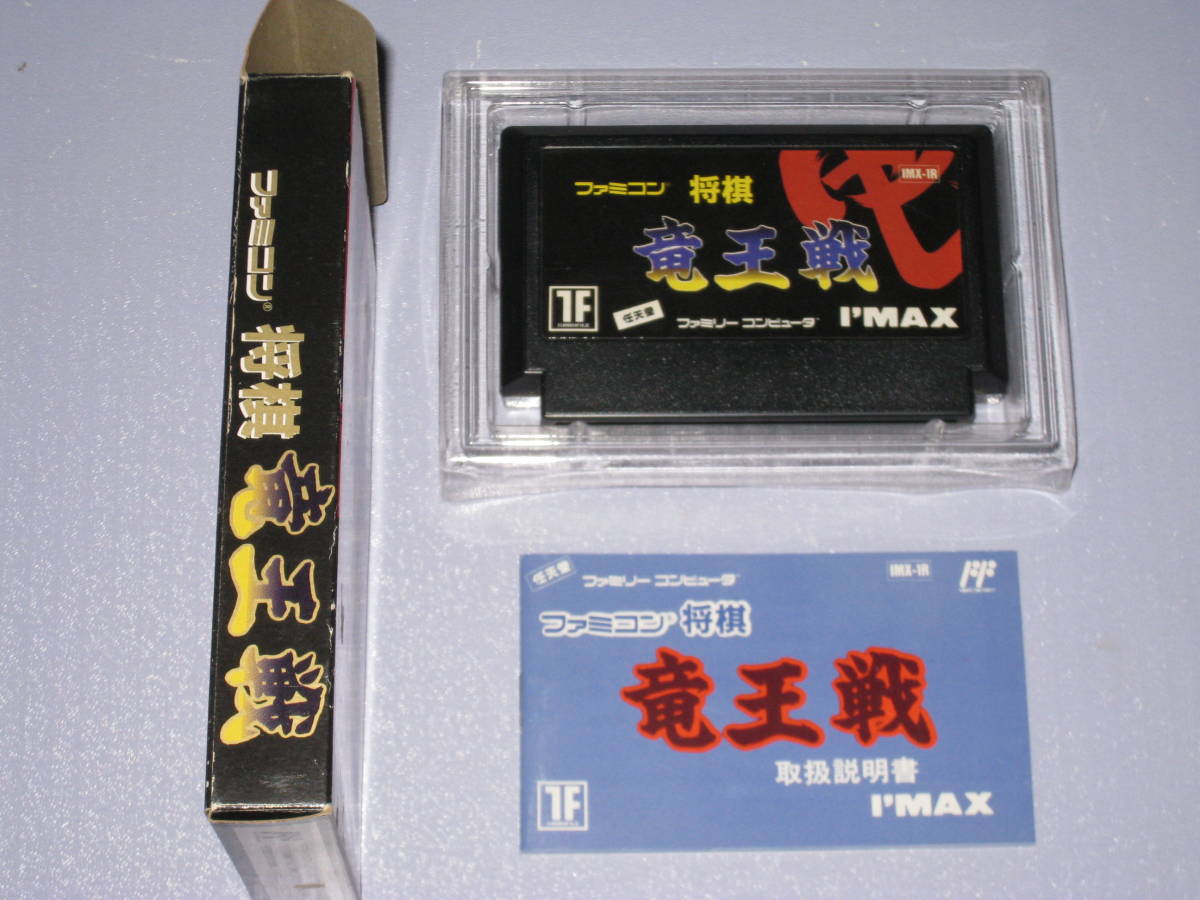 ファミコン® 将棋 竜王戦
ファミコン® 将棋
IMX-1R
竜王戦
1F
任天堂
ファミリーコンピュータ
I'MAX
任天堂
ファミリーコンピュータ
IMX-1R
ファミコン® 将棋
竜王戦
取扱説明書
1F
I'MAX